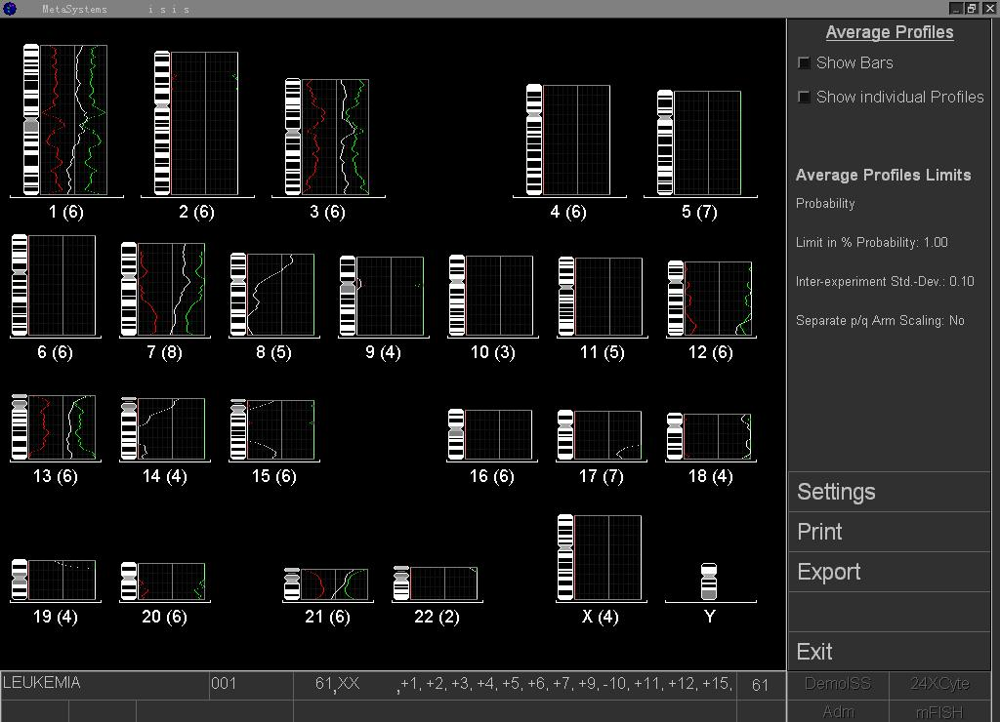 MetaSystems isis
Average Profiles
Show Bars
Show individual Profiles
1 (6) 2 (6) 3 (6) 4 (6) 5 (7)
Average Profiles Limits
Probability
Limit in % Probability: 1.00
Inter-experiment Std.-Dev.: 0.10
Separate p/q Arm Scaling: No
6 (6) 7 (8) 8 (5) 9 (4) 10 (3) 11 (5) 12 (6)
13 (6) 14 (4) 15 (6) 16 (6) 17 (7) 18 (4)
19 (4) 20 (6) 21 (6) 22 (2) X (4) Y
Settings
Print
Export
Exit
LEUKEMIA 001 61,XX ,+1, +2, +3, +4, +5, +6, +7, +9, -10, +11, +12, +15, 61
DemoISS 24XCyte
Adm mFISH